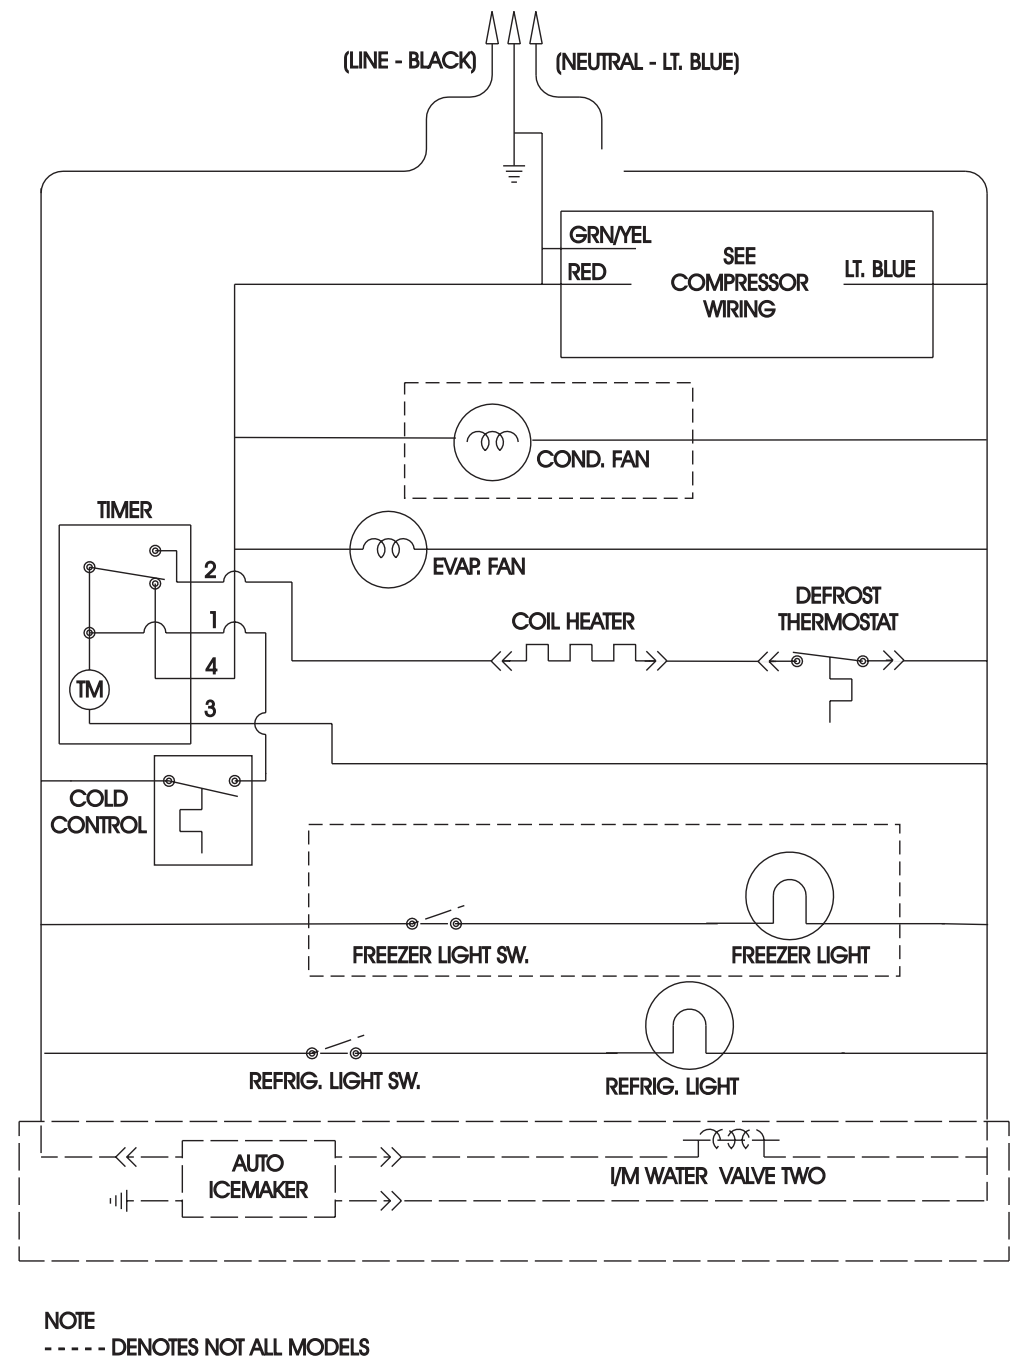 (LINE - BLACK)
(NEUTRAL - LT. BLUE)
GRN/YEL
RED
SEE
COMPRESSOR
WIRING
LT. BLUE
COND. FAN
TIMER
EVAP. FAN
2
1
4
3
TM
COIL HEATER
DEFROST
THERMOSTAT
COLD
CONTROL
FREEZER LIGHT SW.
FREEZER LIGHT
REFRIG. LIGHT SW.
REFRIG. LIGHT
AUTO
ICEMAKER
I/M WATER VALVE TWO
NOTE
----- DENOTES NOT ALL MODELS